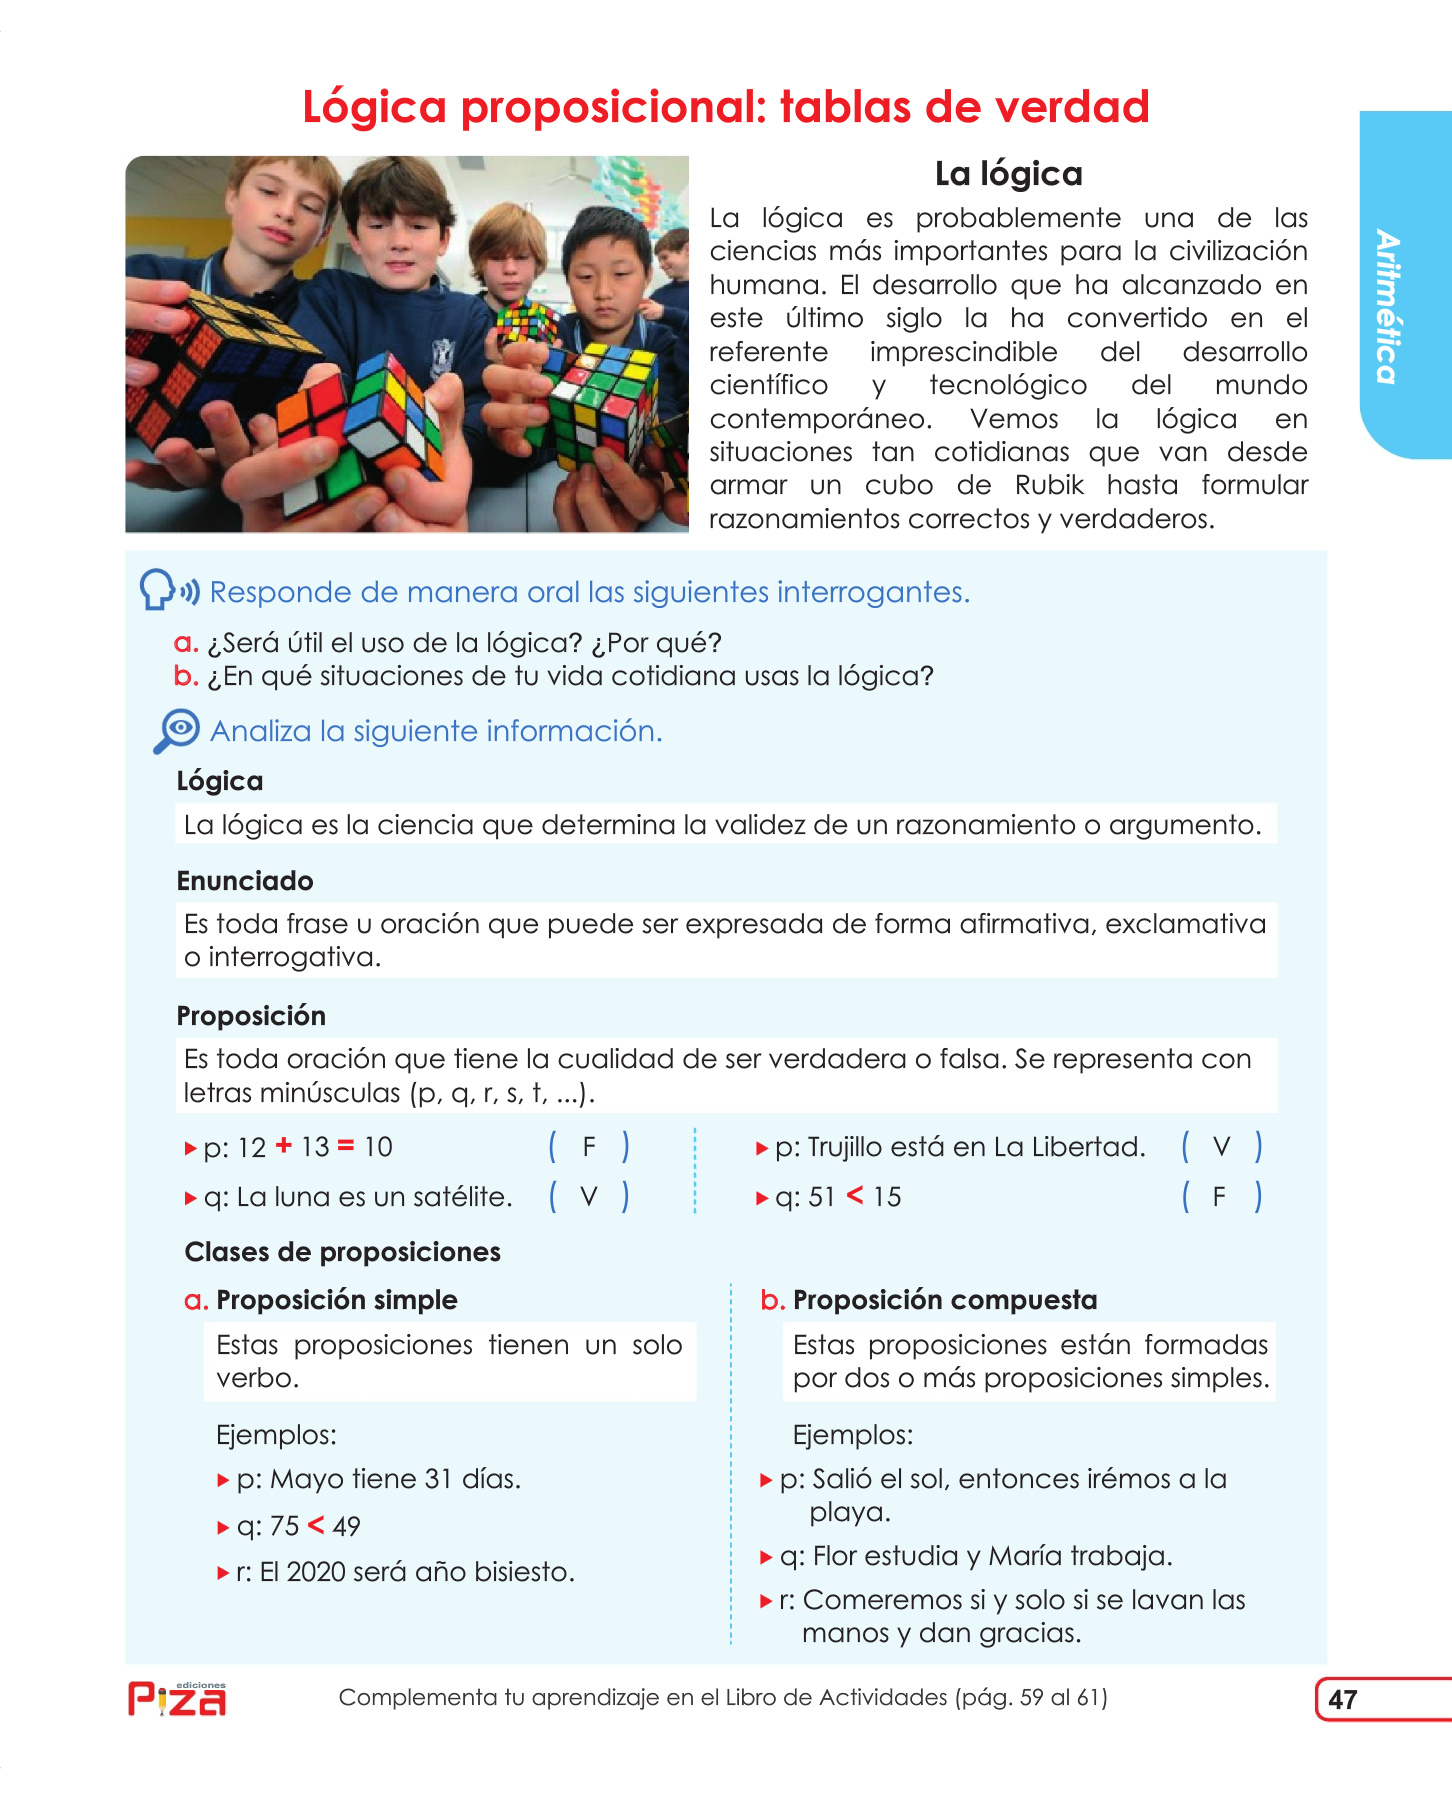 Lógica proposicional: tablas de verdad
La lógica
La lógica es probablemente una de las
ciencias más importantes para la civilización
humana. El desarrollo que ha alcanzado en
este último siglo la ha convertido en el
referente imprescindible del desarrollo
científico y tecnológico del mundo
contemporáneo. Vemos la lógica en
situaciones tan cotidianas que van desde
armar un cubo de Rubik hasta formular
razonamientos correctos y verdaderos.
Aritmética
Responde de manera oral las siguientes interrogantes.
a. ¿Será útil el uso de la lógica? ¿Por qué?
b. ¿En qué situaciones de tu vida cotidiana usas la lógica?
Analiza la siguiente información.
Lógica
La lógica es la ciencia que determina la validez de un razonamiento o argumento.
Enunciado
Es toda frase u oración que puede ser expresada de forma afirmativa, exclamativa
o interrogativa.
Proposición
Es toda oración que tiene la cualidad de ser verdadera o falsa. Se representa con
letras minúsculas (p, q, r, s, t, ...).
p: 12 + 13 = 10 ( F )
q: La luna es un satélite. ( V )
p: Trujillo está en La Libertad. ( V )
q: 51 < 15 ( F )
Clases de proposiciones
a. Proposición simple
Estas proposiciones tienen un solo
verbo.
Ejemplos:
p: Mayo tiene 31 días.
q: 75 < 49
r: El 2020 será año bisiesto.
b. Proposición compuesta
Estas proposiciones están formadas
por dos o más proposiciones simples.
Ejemplos:
p: Salió el sol, entonces irémos a la
playa.
q: Flor estudia y María trabaja.
r: Comeremos si y solo si se lavan las
manos y dan gracias.
ediciones
Piza
Complementa tu aprendizaje en el Libro de Actividades (pág. 59 al 61)
47